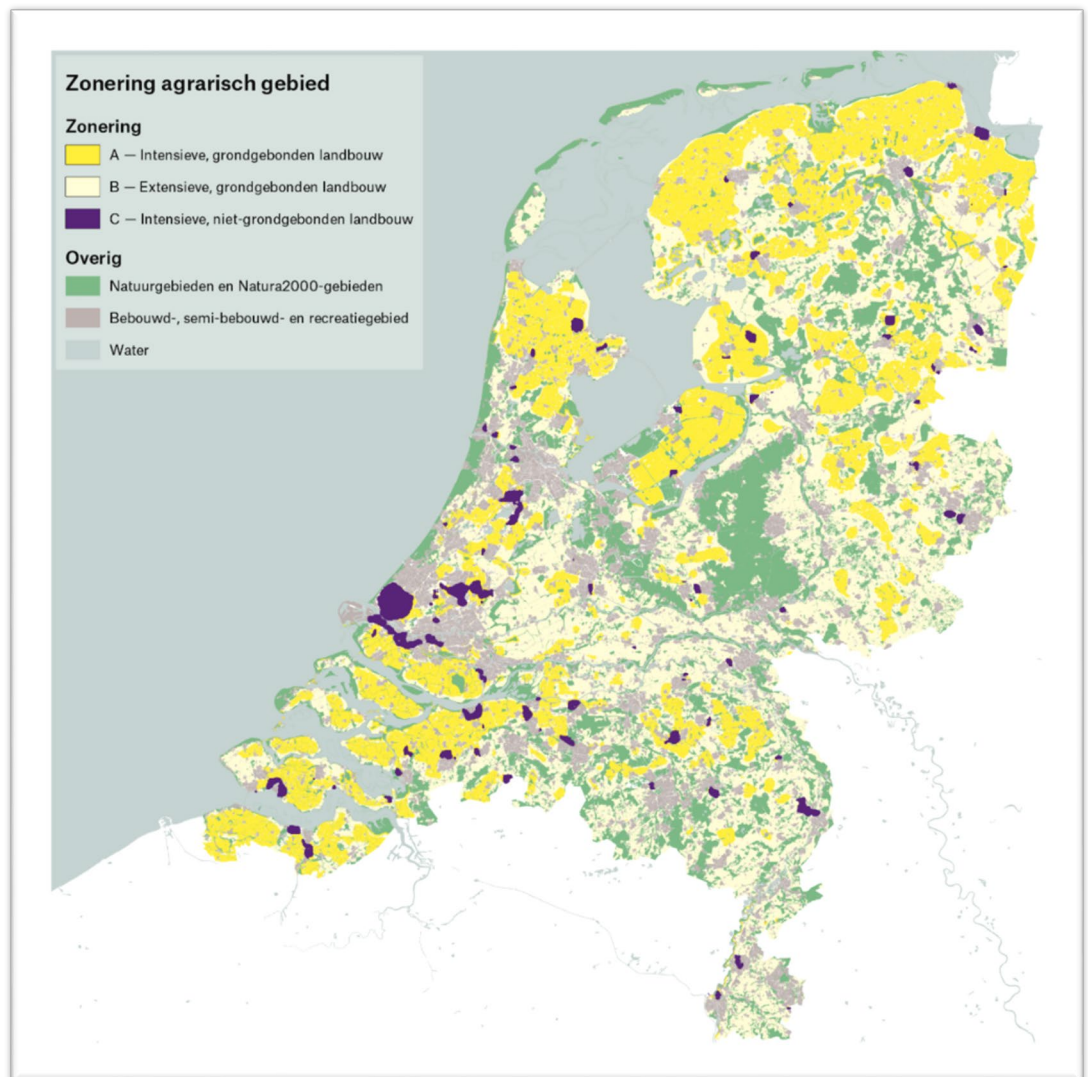 Zonering agrarisch gebied
Zonering
A — Intensieve, grondgebonden landbouw
B — Extensieve, grondgebonden landbouw
C — Intensieve, niet-grondgebonden landbouw
Overig
Natuurgebieden en Natura2000-gebieden
Bebouwd-, semi-bebouwd- en recreatiegebied
Water